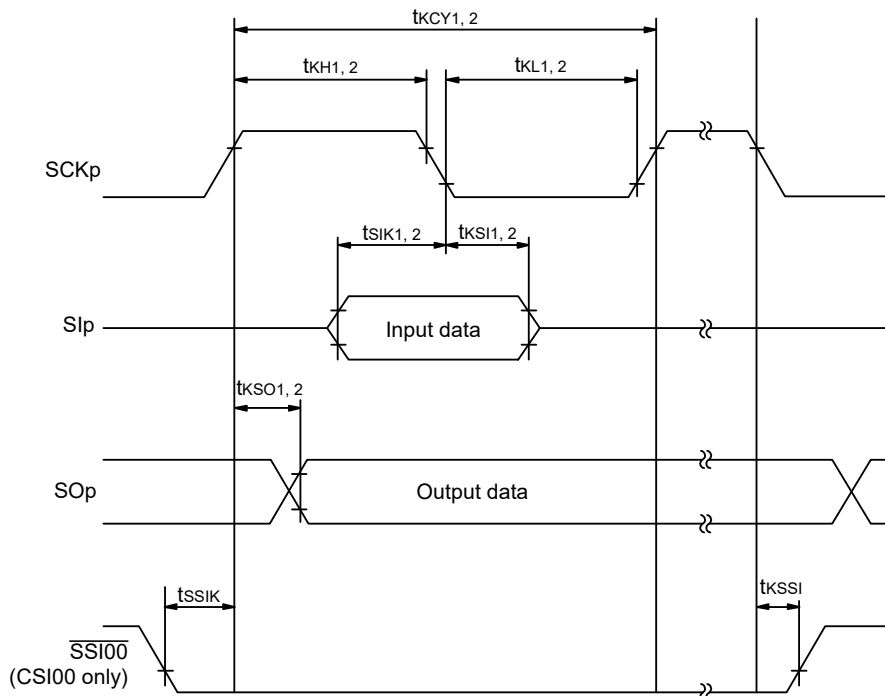 tKCY1, 2
tKH1, 2
tKL1, 2
SCKp
tSIK1, 2
tKSI1, 2
SIp
Input data
tKSO1, 2
SOp
Output data
tSSIK
tKSSI
SSI00
(CSI00 only)